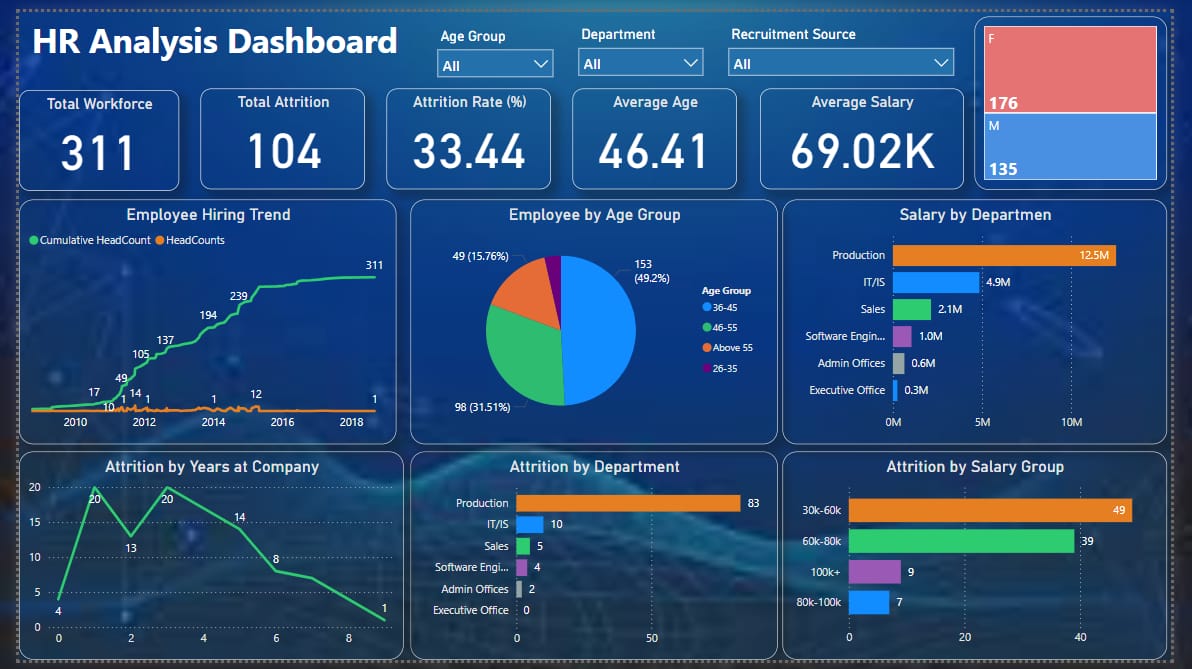 HR Analysis Dashboard
Age Group
All
Department
All
Recruitment Source
All
F
176
M
135
Total Workforce
311
Total Attrition
104
Attrition Rate (%)
33.44
Average Age
46.41
Average Salary
69.02K
Employee Hiring Trend
Cumulative HeadCount HeadCounts
311
239
194
137
105
49
17
10
1
14
1
1
12
1
2010 2012 2014 2016 2018
Employee by Age Group
49 (15.76%)
153
(49.2%)
98 (31.51%)
Age Group
36-45
46-55
Above 55
26-35
Salary by Departmen
Production 12.5M
IT/IS 4.9M
Sales 2.1M
Software Engin... 1.0M
Admin Offices 0.6M
Executive Office 0.3M
0M 5M 10M
Attrition by Years at Company
20
15
10
5
0
4
20
13
20
14
8
1
0 2 4 6 8
Attrition by Department
Production 83
IT/IS 10
Sales 5
Software Engi... 4
Admin Offices 2
Executive Office 0
0 50
Attrition by Salary Group
30k-60k 49
60k-80k 39
100k+ 9
80k-100k 7
0 20 40